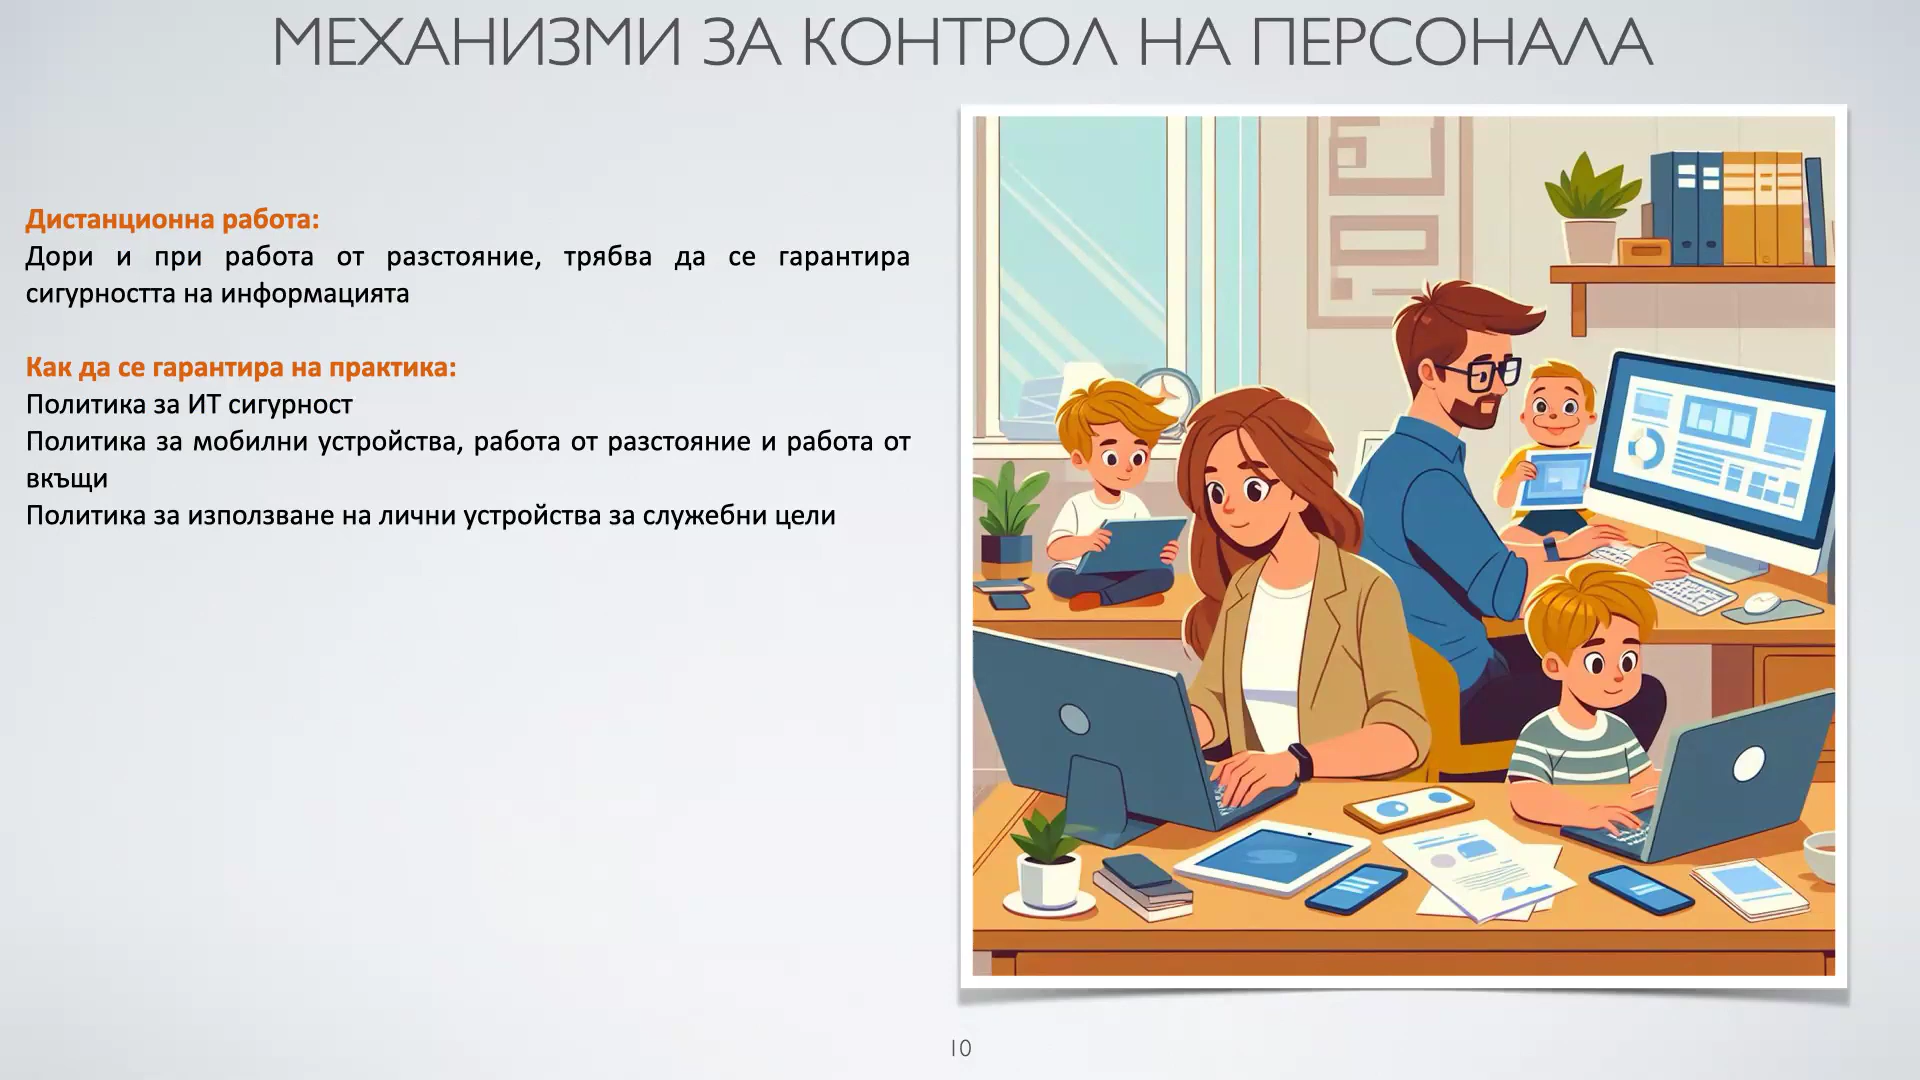 МЕХАНИЗМИ ЗА КОНТРОЛ НА ПЕРСОНАЛА
Дистанционна работа:
Дори и при работа от разстояние, трябва да се гарантира
сигурността на информацията
Как да се гарантира на практика:
Политика за ИТ сигурност
Политика за мобилни устройства, работа от разстояние и работа от
вкъщи
Политика за използване на лични устройства за служебни цели
10